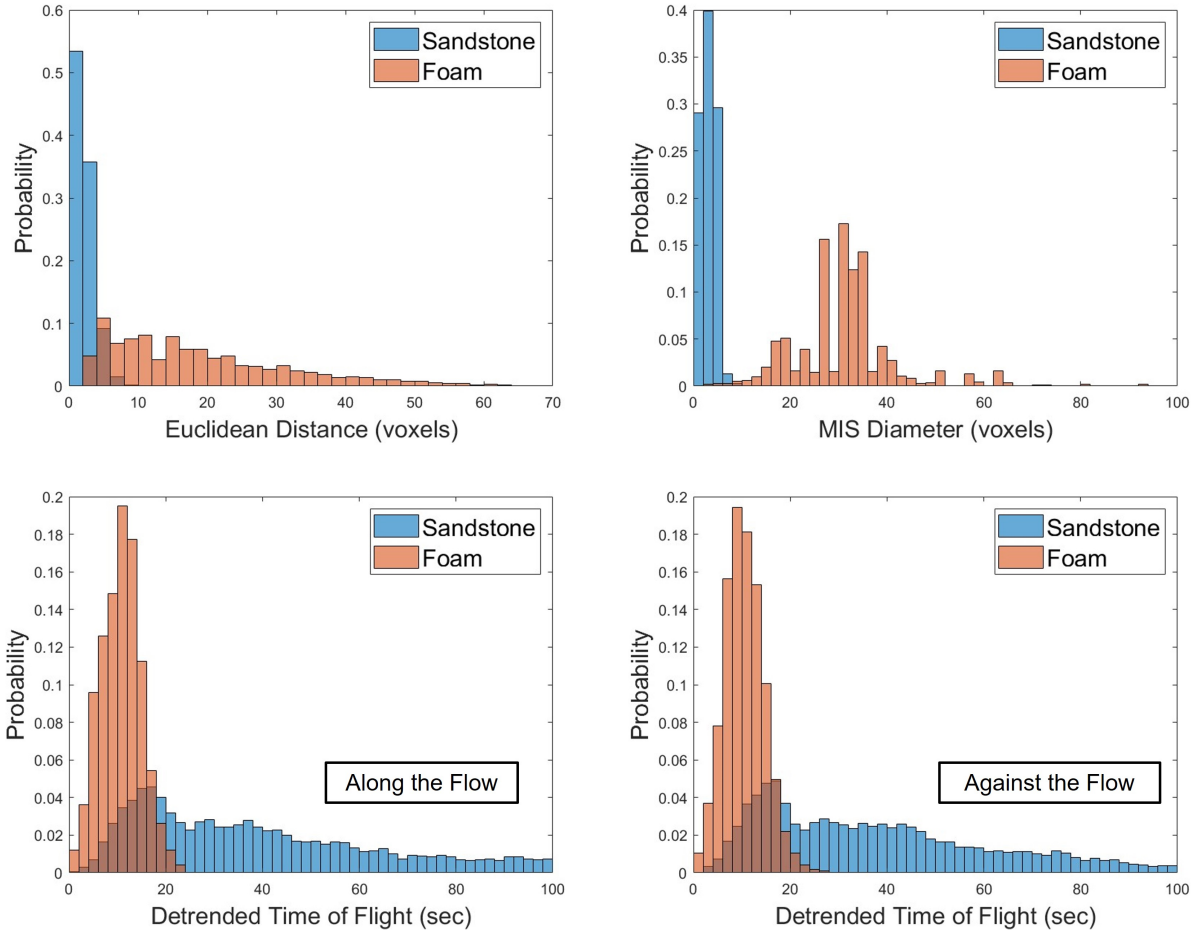 0.6
0.5
0.4
0.3
0.2
0.1
0
Probability
Sandstone
Foam
0 10 20 30 40 50 60 70
Euclidean Distance (voxels)
0.4
0.35
0.3
0.25
0.2
0.15
0.1
0.05
0
Probability
Sandstone
Foam
0 20 40 60 80 100
MIS Diameter (voxels)
0.2
0.18
0.16
0.14
0.12
0.1
0.08
0.06
0.04
0.02
0
Probability
Sandstone
Foam
Along the Flow
0 20 40 60 80 100
Detrended Time of Flight (sec)
0.2
0.18
0.16
0.14
0.12
0.1
0.08
0.06
0.04
0.02
0
Probability
Sandstone
Foam
Against the Flow
0 20 40 60 80 100
Detrended Time of Flight (sec)